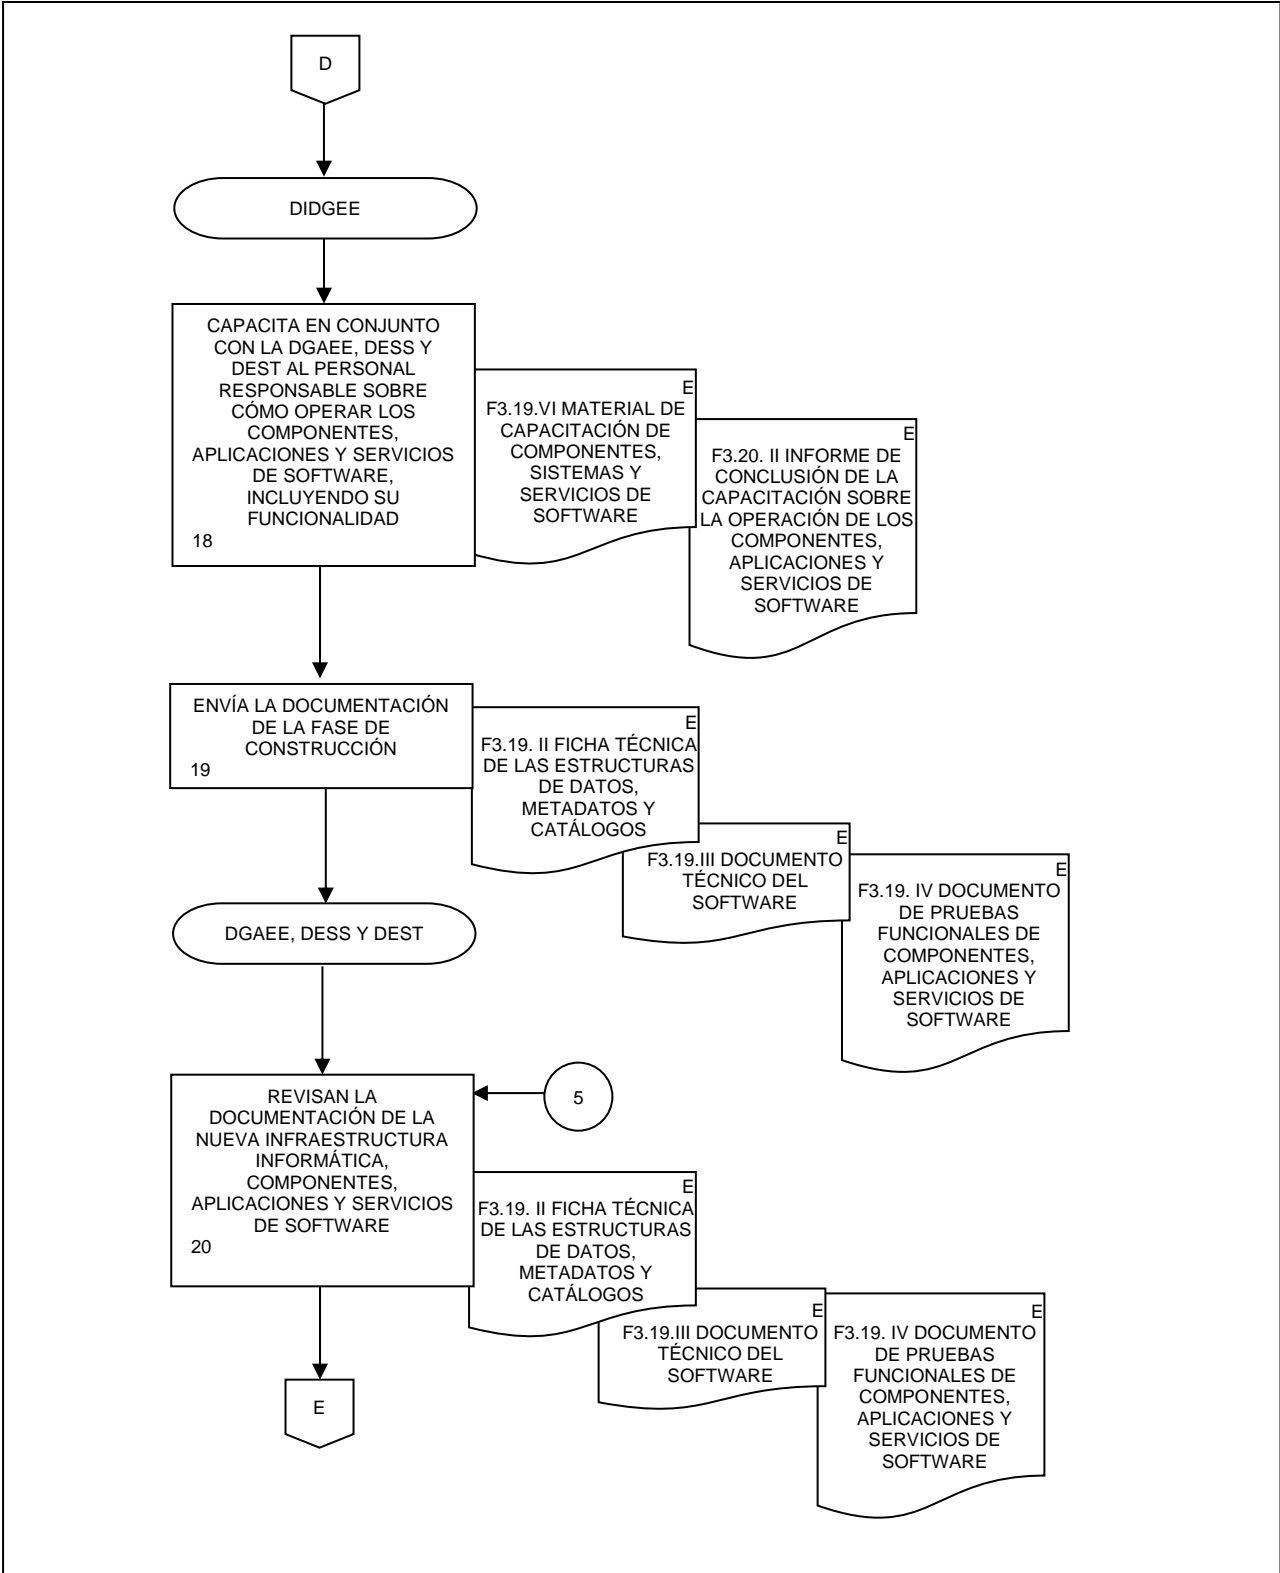 D
DIDGEE
CAPACITA EN CONJUNTO
CON LA DGAEE, DESS Y
DEST AL PERSONAL
RESPONSABLE SOBRE
CÓMO OPERAR LOS
COMPONENTES,
APLICACIONES Y SERVICIOS
DE SOFTWARE,
INCLUYENDO SU
FUNCIONALIDAD
18
E
F3.19.VI MATERIAL DE
CAPACITACIÓN DE
COMPONENTES,
SISTEMAS Y
SERVICIOS DE
SOFTWARE
E
F3.20. II INFORME DE
CONCLUSIÓN DE LA
CAPACITACIÓN SOBRE
LA OPERACIÓN DE LOS
COMPONENTES,
APLICACIONES Y
SERVICIOS DE
SOFTWARE
ENVÍA LA DOCUMENTACIÓN
DE LA FASE DE
CONSTRUCCIÓN
19
E
F3.19. II FICHA TÉCNICA
DE LAS ESTRUCTURAS
DE DATOS,
METADATOS Y
CATÁLOGOS
E
F3.19.III DOCUMENTO
TÉCNICO DEL
SOFTWARE
E
F3.19. IV DOCUMENTO
DE PRUEBAS
FUNCIONALES DE
COMPONENTES,
APLICACIONES Y
SERVICIOS DE
SOFTWARE
DGAEE, DESS Y DEST
5
REVISAN LA
DOCUMENTACIÓN DE LA
NUEVA INFRAESTRUCTURA
INFORMÁTICA,
COMPONENTES,
APLICACIONES Y SERVICIOS
DE SOFTWARE
20
E
F3.19. II FICHA TÉCNICA
DE LAS ESTRUCTURAS
DE DATOS,
METADATOS Y
CATÁLOGOS
E
F3.19.III DOCUMENTO
TÉCNICO DEL
SOFTWARE
E
F3.19. IV DOCUMENTO
DE PRUEBAS
FUNCIONALES DE
COMPONENTES,
APLICACIONES Y
SERVICIOS DE
SOFTWARE
E